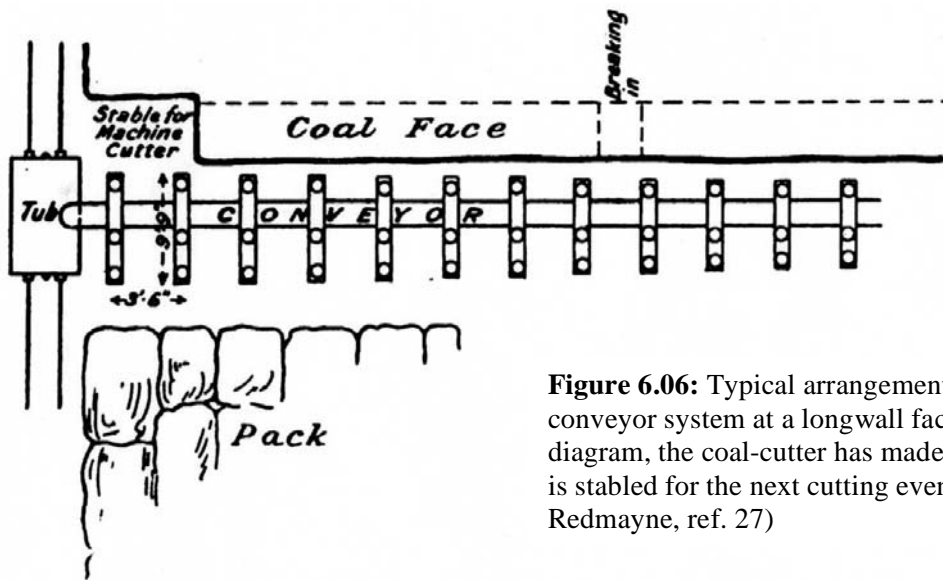 Breaking
in
Stable for
Machine
Cutter
Coal Face
Tub
CONVEYOR
9'·9"
3'·6"
Pack
Figure 6.06: Typical arrangement
conveyor system at a longwall fac
diagram, the coal-cutter has made
is stabled for the next cutting even
Redmayne, ref. 27)